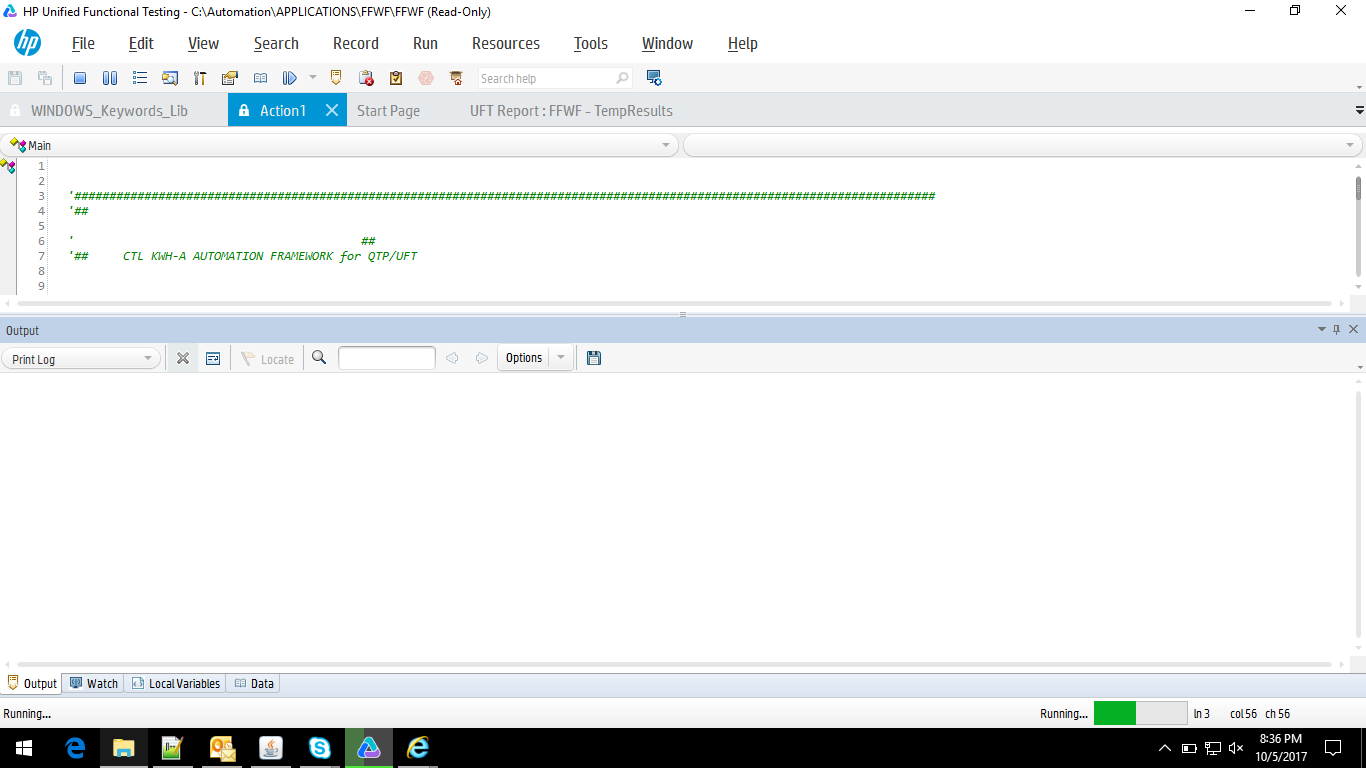 HP Unified Functional Testing - C:\Automation\APPLICATIONS\FFWF\FFWF (Read-Only)
hp File Edit View Search Record Run Resources Tools Window Help
Search help
WINDOWS_Keywords_Lib Action1 Start Page UFT Report : FFWF - TempResults
Main
1
2
3 '###########################################################################################################################
4 '##
5
6 ' ##
7 '## CTL KWH-A AUTOMATION FRAMEWORK for QTP/UFT
8
9
Output
Print Log Locate Options
Output Watch Local Variables Data
Running... Running... ln 3 col 56 ch 56
8:36 PM
10/5/2017